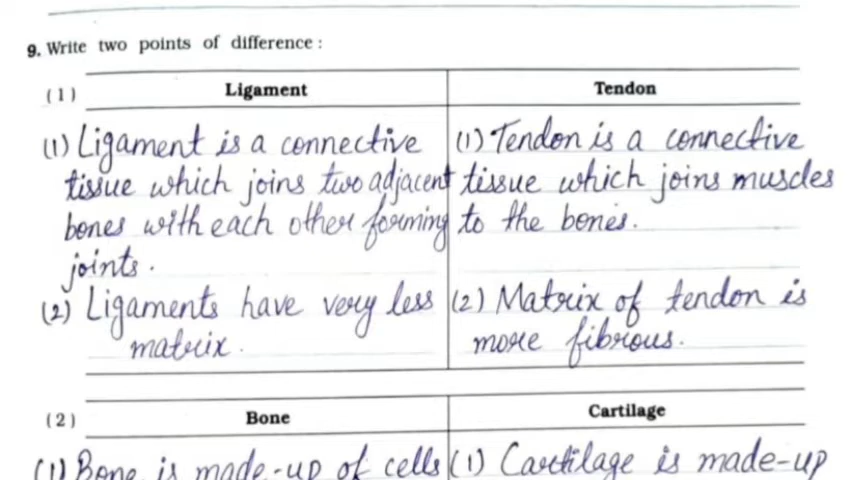 9. Write two points of difference :
(1) Ligament Tendon
(1) Ligament is a connective
tissue which joins two adjacent
bones with each other forming
joints.
(2) Ligaments have very less
matrix.
(1) Tendon is a connective
tissue which joins muscles
to the bones.
(2) Matrix of tendon is
more fibrous.
(2) Bone Cartilage
(1) Bone is made-up of cells
(1) Cartilage is made-up